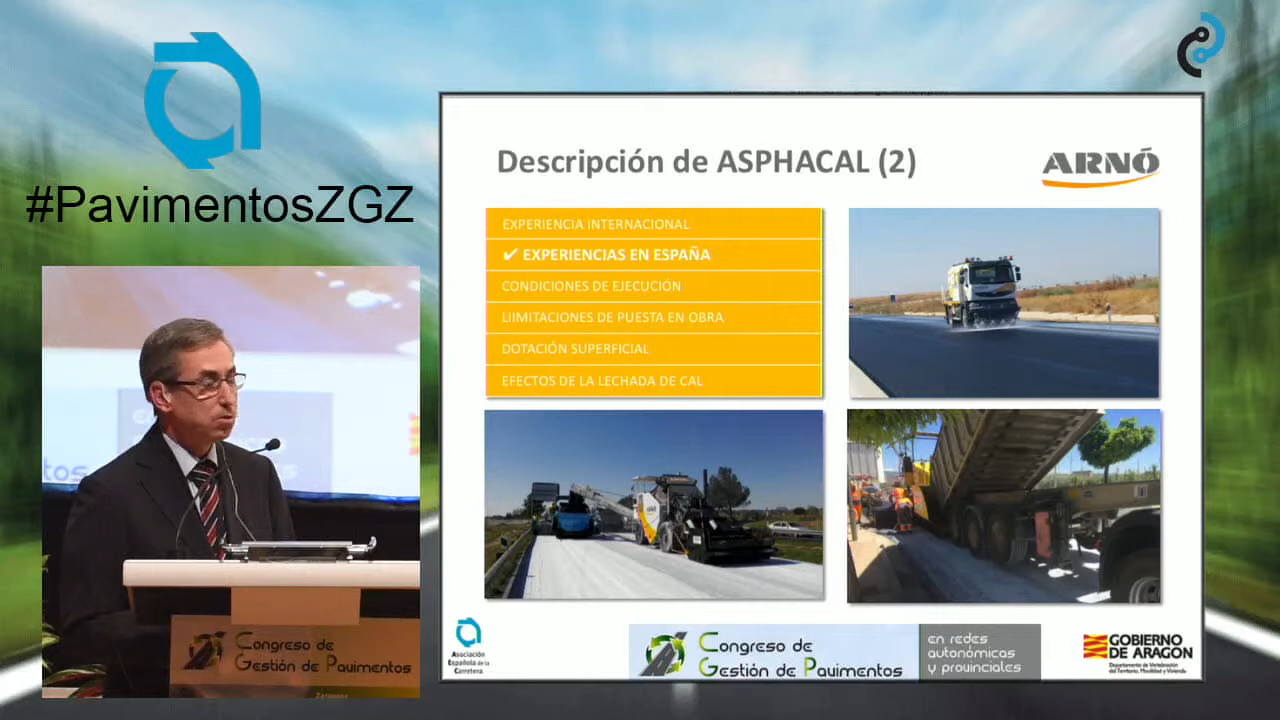 #PavimentosZGZ
Descripción de ASPHACAL (2)
ARNÓ
EXPERIENCIA INTERNACIONAL
✔ EXPERIENCIAS EN ESPAÑA
CONDICIONES DE EJECUCIÓN
LIIMITACIONES DE PUESTA EN OBRA
DOTACIÓN SUPERFICIAL
EFECTOS DE LA LECHADA DE CAL
tos
Congreso de
Gestión de Pavimentos
Zaragoza
Asociación
Española de la
Carretera
Congreso de
Gestión de Pavimentos
en redes
autonómicas
y provinciales
GOBIERNO
DE ARAGON
Departamento de Vertebración
del Territorio, Movilidad y Vivienda